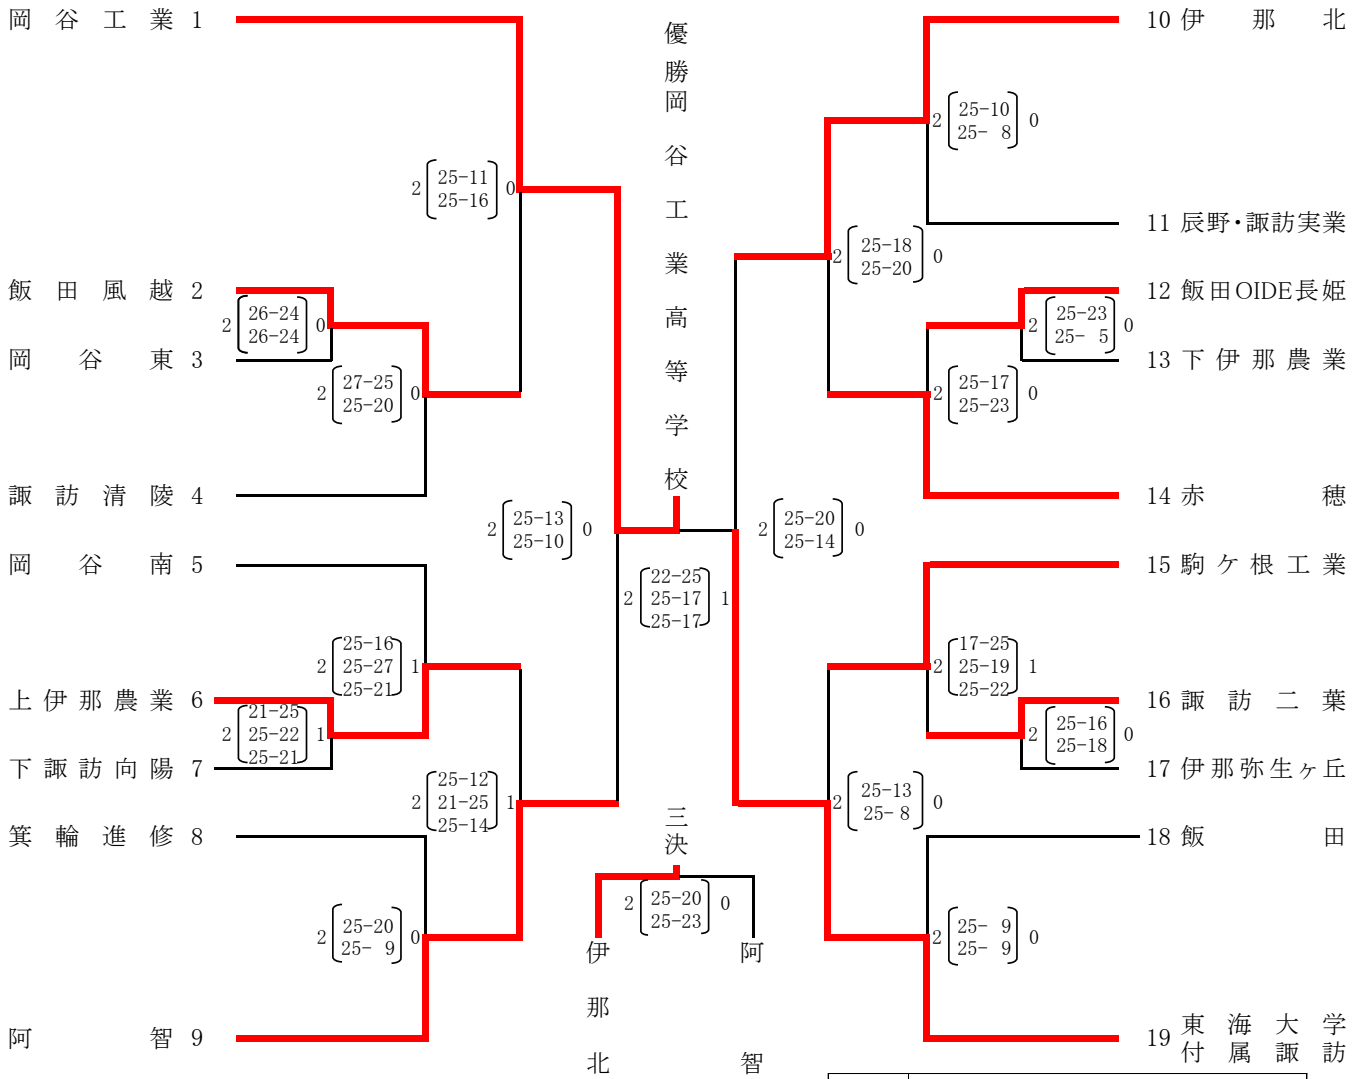 岡谷工業 1
飯田風越 2
岡谷東 3
諏訪清陵 4
岡谷南 5
上伊那農業 6
下諏訪向陽 7
箕輪進修 8
阿智 9
2 25-11 0
25-16
2 26-24 0
26-24
2 27-25 0
25-20
2 25-13 0
25-10
2 25-16 1
25-27
25-21
2 21-25 1
25-22
25-21
2 25-12 1
21-25
25-14
2 25-20 0
25- 9
優勝 岡谷工業高等学校
2 22-25 1
25-17
25-17
三決
2 25-20 0
25-23
伊那北
阿智
2 25-10 0
25- 8
2 25-18 0
25-20
2 25-23 0
25- 5
2 25-17 0
25-23
2 25-20 0
25-14
2 17-25 1
25-19
25-22
2 25-16 0
25-18
2 25-13 0
25- 8
2 25- 9 0
25- 9
10 伊那北
11 辰野・諏訪実業
12 飯田OIDE長姫
13 下伊那農業
14 赤穂
15 駒ケ根工業
16 諏訪二葉
17 伊那弥生ヶ丘
18 飯田
19 東海大学
付属諏訪